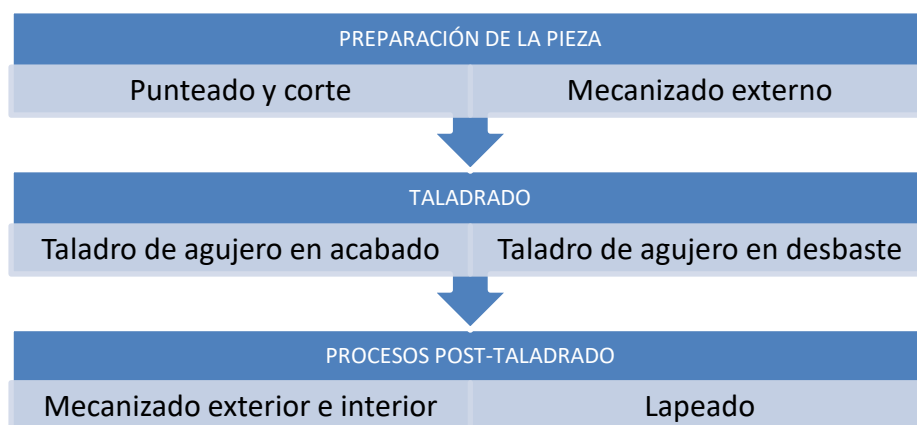 PREPARACIÓN DE LA PIEZA
Punteado y corte
Mecanizado externo
TALADRADO
Taladro de agujero en acabado
Taladro de agujero en desbaste
PROCESOS POST-TALADRADO
Mecanizado exterior e interior
Lapeado